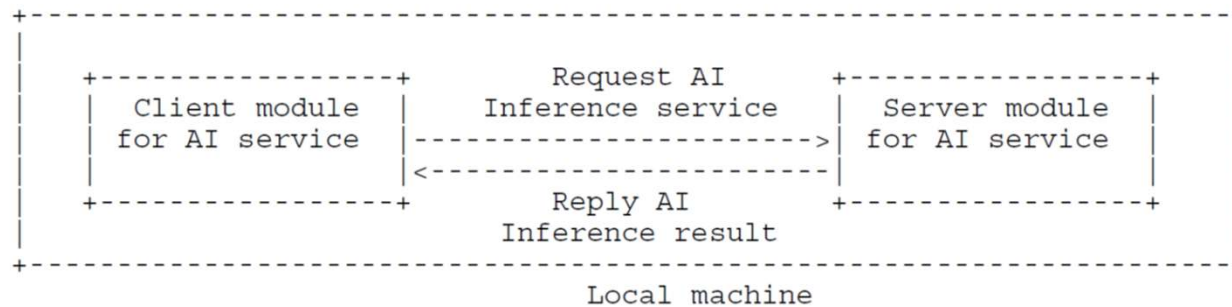 Request AI
Client module Inference service Server module
for AI service for AI service
Reply AI
Inference result
Local machine